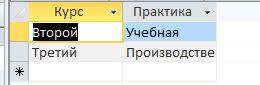 Курс Практика
Второй Учебная
Третий Производстве